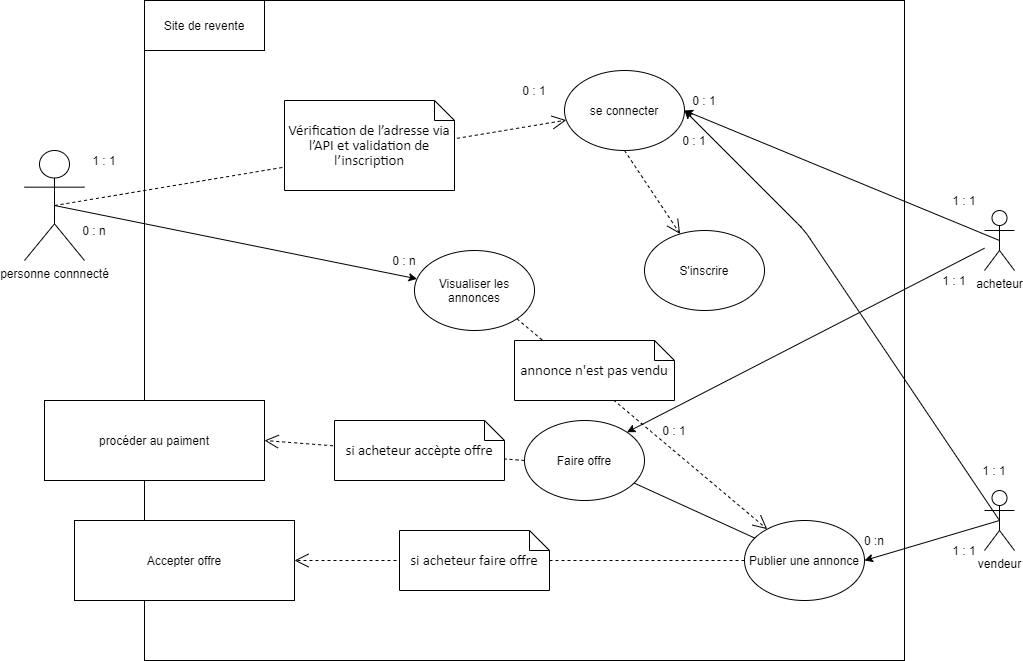 Site de revente
0 : 1
se connecter
0 : 1
Vérification de l'adresse via
l'API et validation de
l'inscription
0 : 1
1 : 1
1 : 1
0 : n
personne connnecté
0 : n
Visualiser les
annonces
S'inscrire
1 : 1
acheteur
annonce n'est pas vendu
procéder au paiment
si acheteur accèpte offre
0 : 1
Faire offre
1 : 1
Accepter offre
si acheteur faire offre
Publier une annonce
0 :n
1 : 1
vendeur